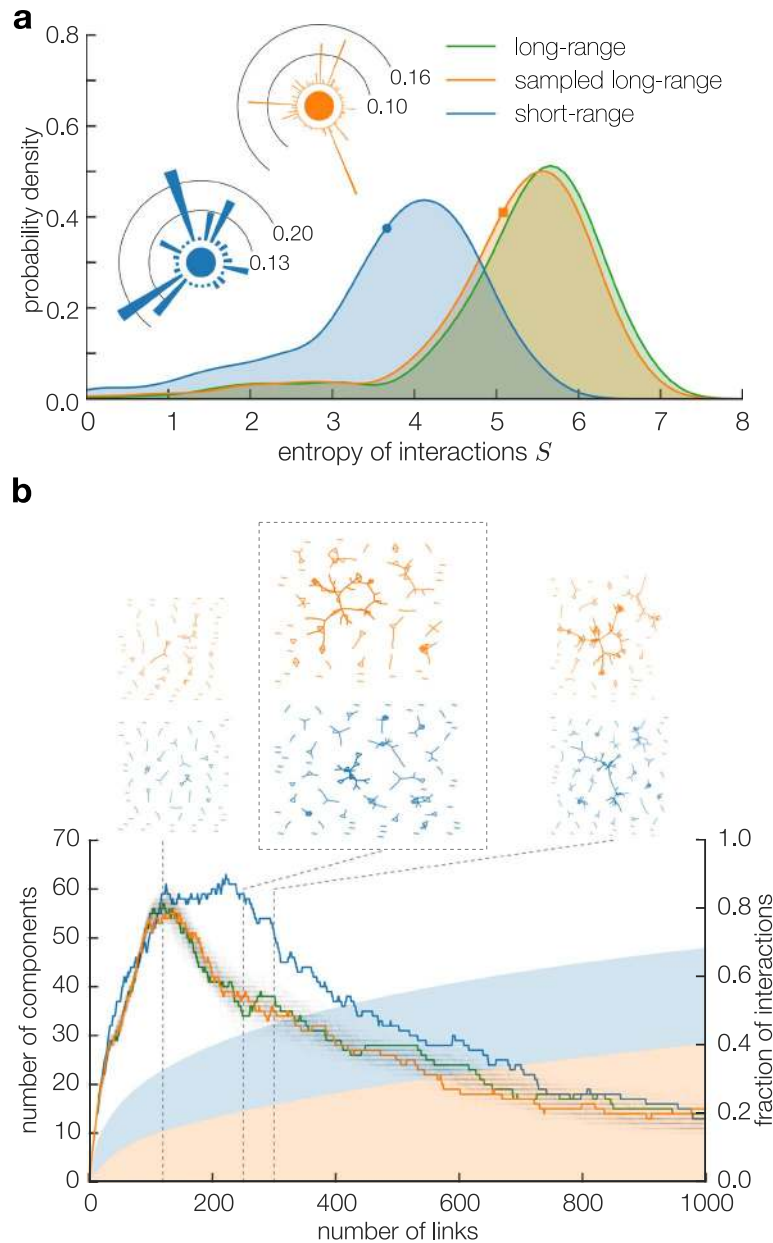 a
0.8
0.6
0.4
0.2
0.0
probability density
0.16
0.10
0.20
0.13
long-range
sampled long-range
short-range
0 1 2 3 4 5 6 7 8
entropy of interactions S
b
70
60
50
40
30
20
10
0
number of components
1.0
0.8
0.6
0.4
0.2
0.0
fraction of interactions
0 200 400 600 800 1000
number of links